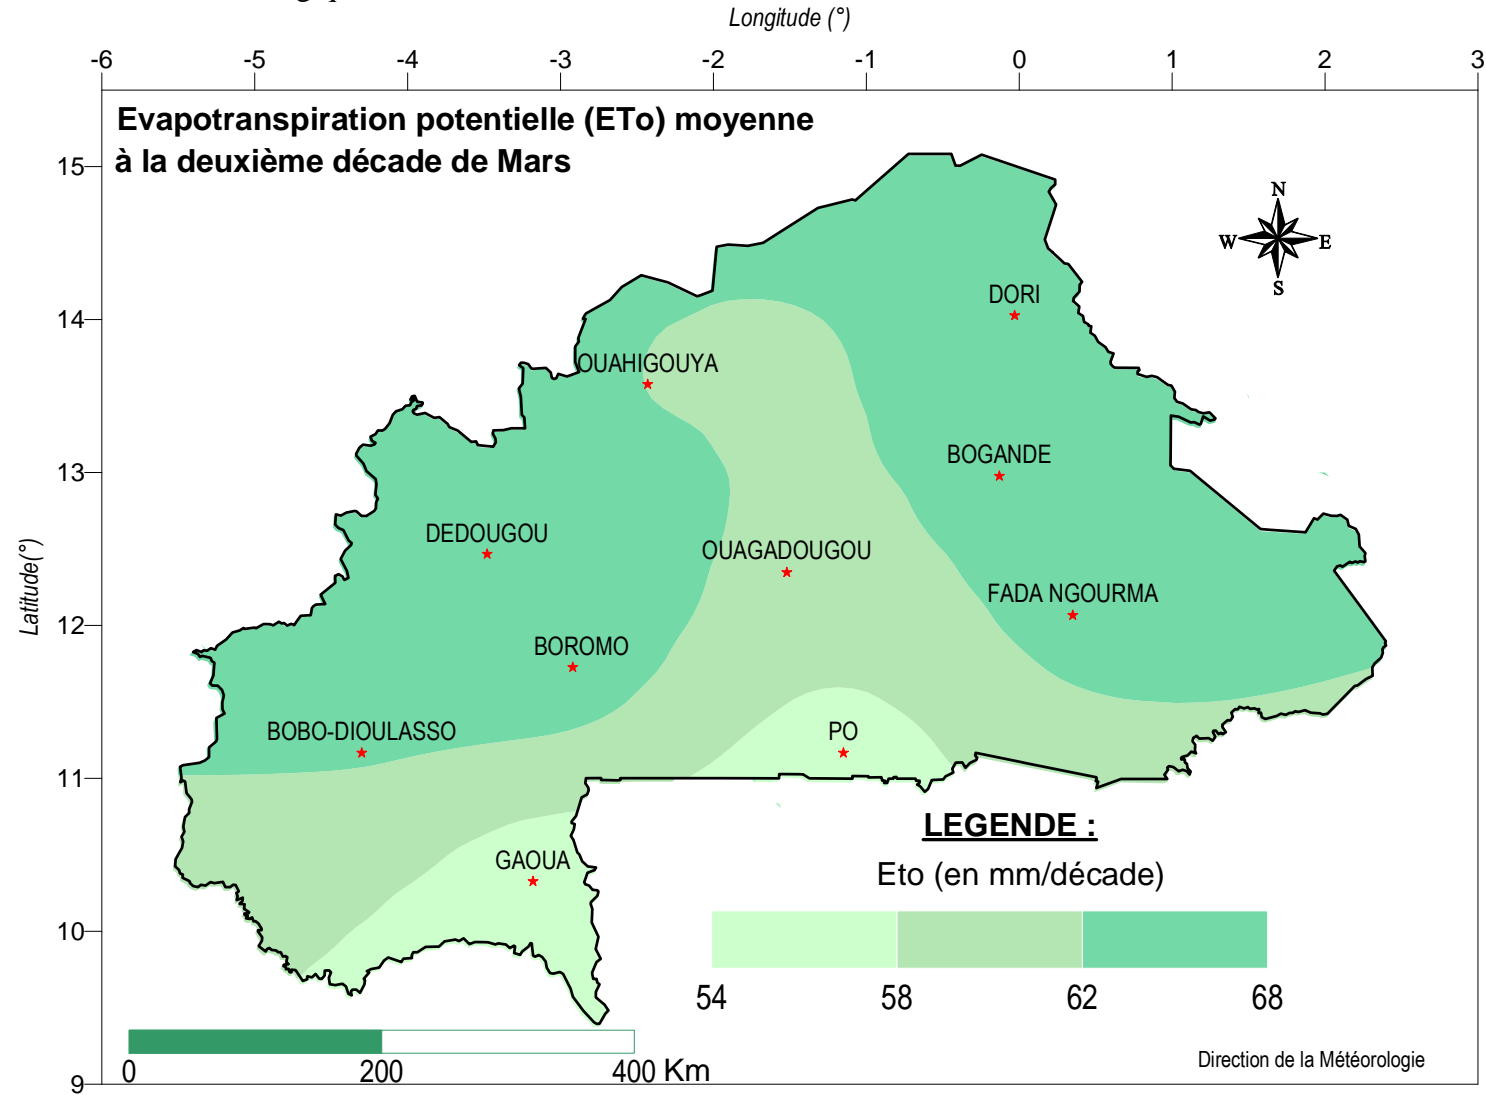 Longitude (°)
-6 -5 -4 -3 -2 -1 0 1 2 3
Evapotranspiration potentielle (ETo) moyenne
à la deuxième décade de Mars
15
N
W E
S
DORI
14
OUAHIGOUYA
BOGANDE
13
DEDOUGOU
OUAGADOUGOU
Latitude(°)
FADA NGOURMA
12
BOROMO
BOBO-DIOULASSO
PO
11
LEGENDE :
GAOUA
Eto (en mm/décade)
10
54 58 62 68
0 200 400 Km
Direction de la Météorologie
9